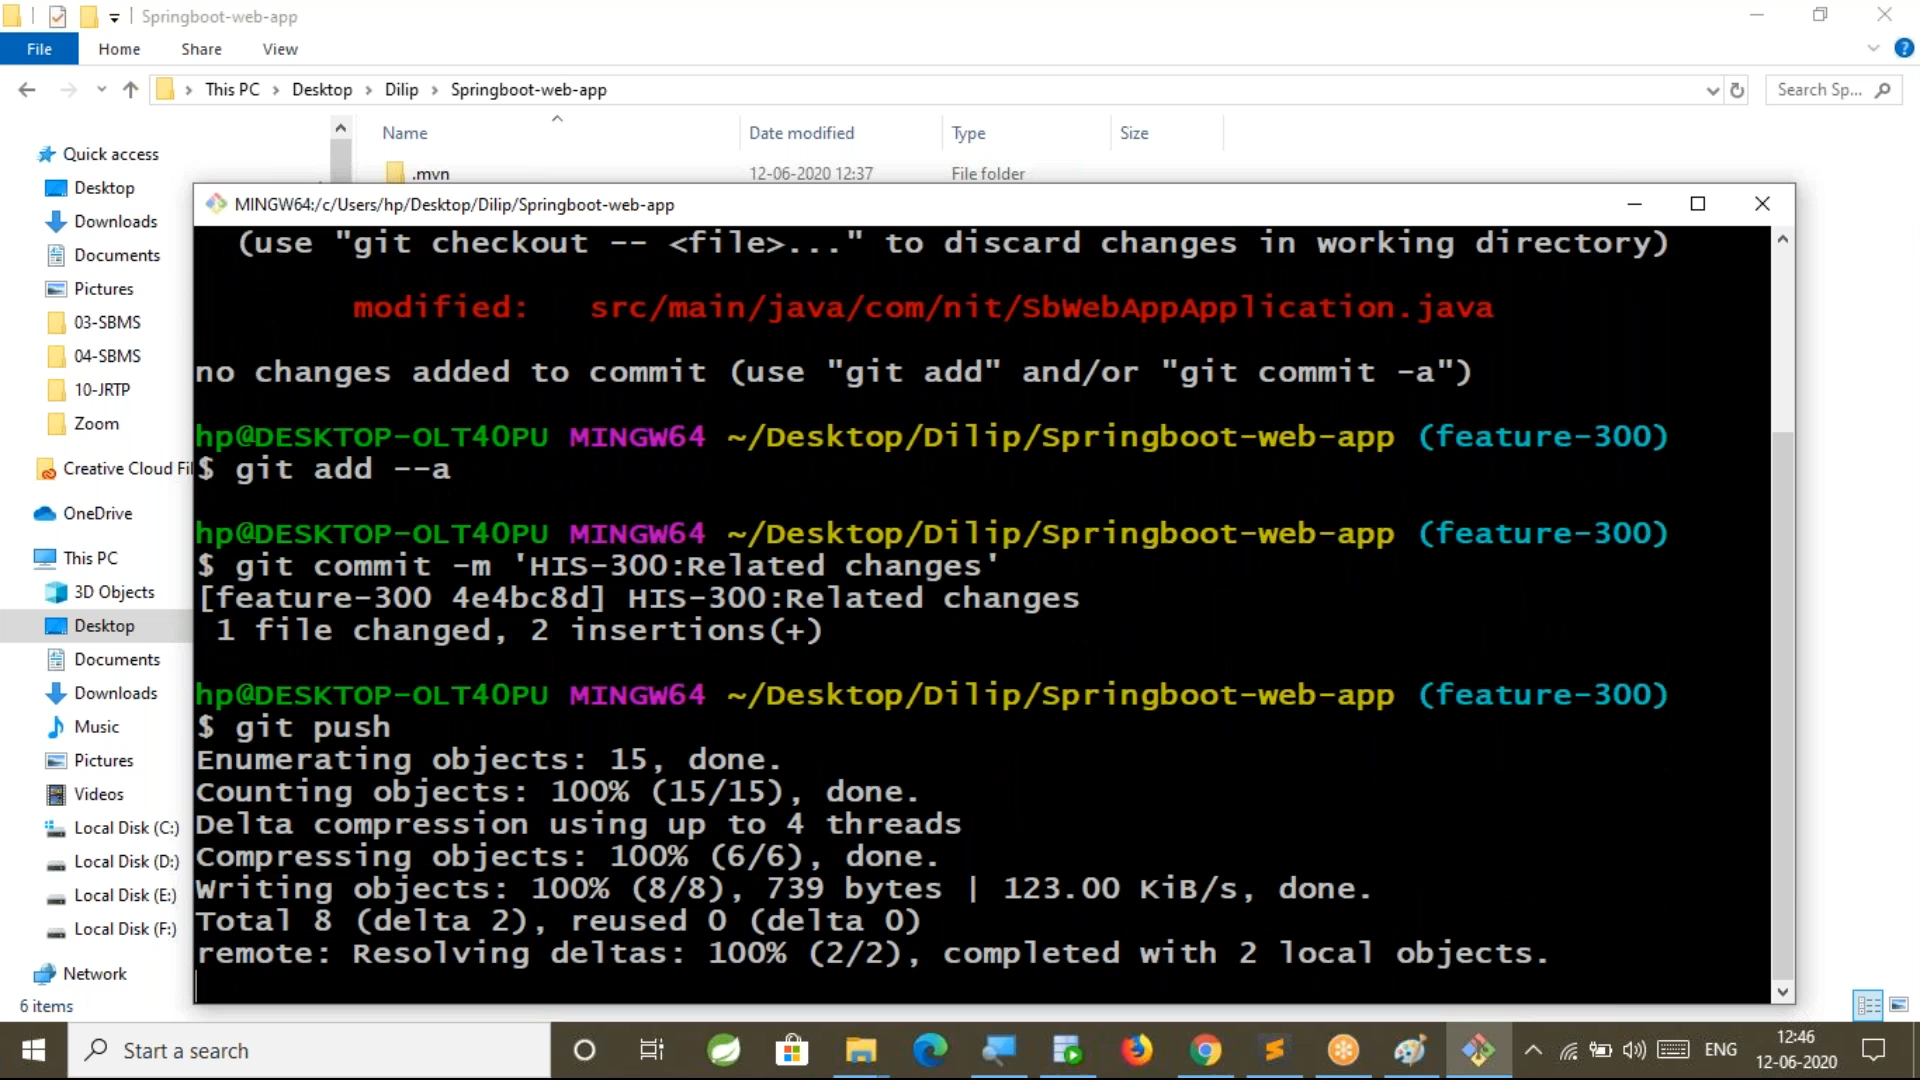 Springboot-web-app
File Home Share View
This PC Desktop Dilip Springboot-web-app
Search Sp...
Name Date modified Type Size
.mvn 12-06-2020 12:37 File folder
Quick access
Desktop
Downloads
Documents
Pictures
03-SBMS
04-SBMS
10-JRTP
Zoom
Creative Cloud Fil
OneDrive
This PC
3D Objects
Desktop
Documents
Downloads
Music
Pictures
Videos
Local Disk (C:)
Local Disk (D:)
Local Disk (E:)
Local Disk (F:)
Network
6 items
MINGW64:/c/Users/hp/Desktop/Dilip/Springboot-web-app
(use "git checkout -- <file>..." to discard changes in working directory)
modified: src/main/java/com/nit/SbWebAppApplication.java
no changes added to commit (use "git add" and/or "git commit -a")
hp@DESKTOP-OLT4OPU MINGW64 ~/Desktop/Dilip/Springboot-web-app (feature-300)
$ git add --a
hp@DESKTOP-OLT4OPU MINGW64 ~/Desktop/Dilip/Springboot-web-app (feature-300)
$ git commit -m 'HIS-300:Related changes'
[feature-300 4e4bc8d] HIS-300:Related changes
1 file changed, 2 insertions(+)
hp@DESKTOP-OLT4OPU MINGW64 ~/Desktop/Dilip/Springboot-web-app (feature-300)
$ git push
Enumerating objects: 15, done.
Counting objects: 100% (15/15), done.
Delta compression using up to 4 threads
Compressing objects: 100% (6/6), done.
Writing objects: 100% (8/8), 739 bytes | 123.00 KiB/s, done.
Total 8 (delta 2), reused 0 (delta 0)
remote: Resolving deltas: 100% (2/2), completed with 2 local objects.
Start a search
ENG
12:46
12-06-2020